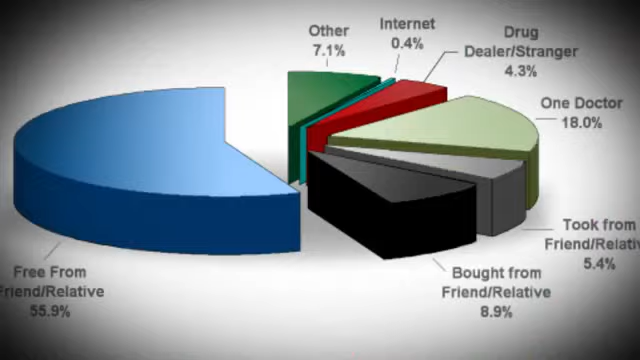 Other
7.1%
Internet
0.4%
Drug
Dealer/Stranger
4.3%
One Doctor
18.0%
Took from
Friend/Relativ
5.4%
Bought from
Friend/Relative
8.9%
Free From
Friend/Relative
55.9%